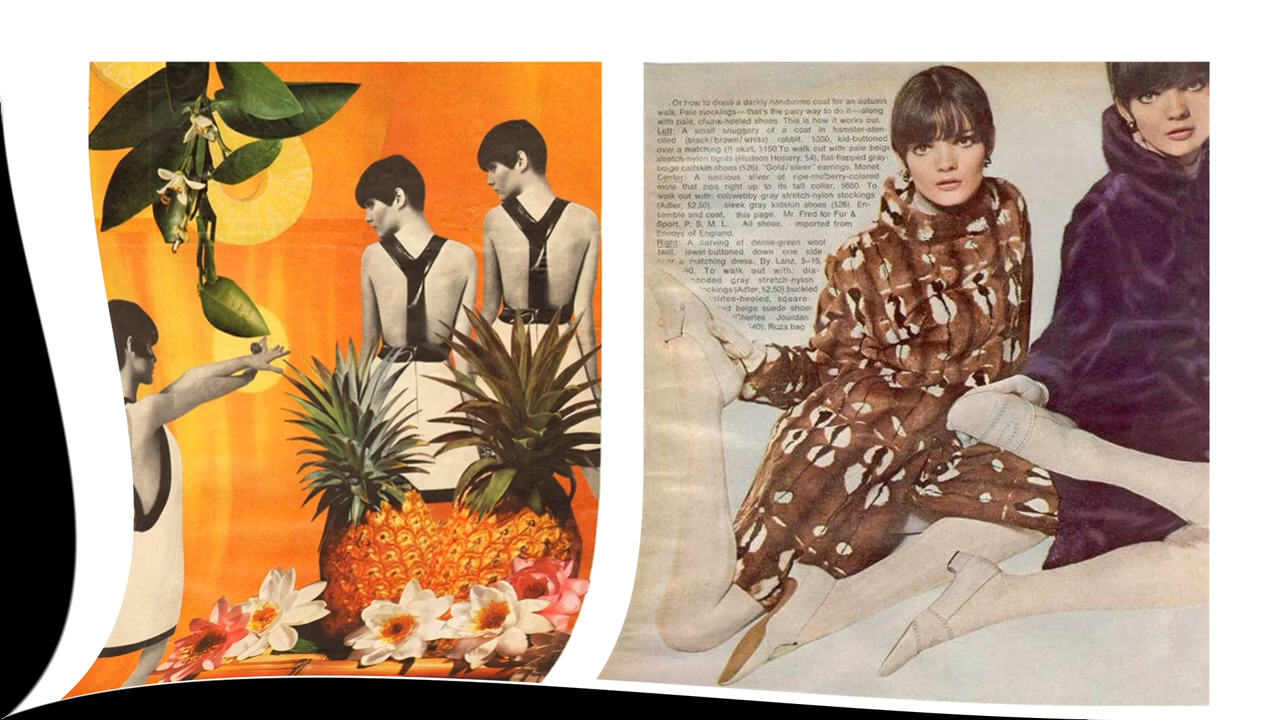 Or how to dress a darkly handsome coat for an autumn
walk. Pale stockings—that's the pacy way to do it—along
with pale, chunk-heeled shoes. This is how it works out.
Left: A small snuggery of a coat in hamster-sten-
ciled (black/brown/white) rabbit, $350, kid-buttoned
over a matching (!) skirt, $150. To walk out with pale beige
stretch-nylon tights (Hudson Hosiery, $4), flat-flapped gray-
beige calfskin shoes ($26). "Gold/silver" earrings, Monet.
Center: A luscious sliver of ripe-mulberry-colored
mole that zips right up to its tall collar, $650. To
walk out with: cobwebby gray stretch-nylon stockings
(Adler, $2.50), sleek gray kidskin shoes ($26). En-
semble and coat, this page, Mr. Fred for Fur &
Sport. P. S. M. L. All shoes, imported from
Envoys of England.
Right: A carving of dense-green wool
twill, jewel-buttoned down one side
a matching dress. By Lanz, 5–15,
To walk out with: dia-
gray stretch-nylon
(Adler, $2.50) buckled
-heeled, square-
beige suede shoes
/Charles Jourdan
Ruza bag